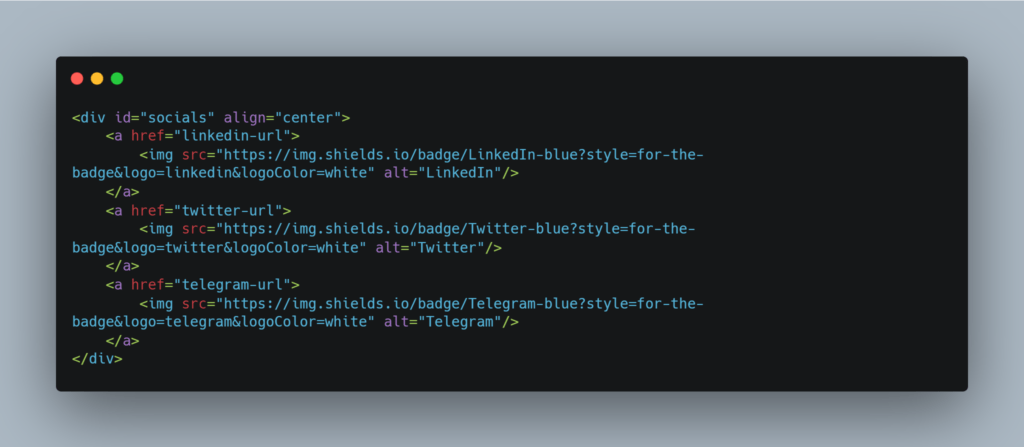 <div id="socials" align="center">
    <a href="linkedin-url">
        <img src="https://img.shields.io/badge/LinkedIn-blue?style=for-the-
badge&logo=linkedin&logoColor=white" alt="LinkedIn"/>
    </a>
    <a href="twitter-url">
        <img src="https://img.shields.io/badge/Twitter-blue?style=for-the-
badge&logo=twitter&logoColor=white" alt="Twitter"/>
    </a>
    <a href="telegram-url">
        <img src="https://img.shields.io/badge/Telegram-blue?style=for-the-
badge&logo=telegram&logoColor=white" alt="Telegram"/>
    </a>
</div>